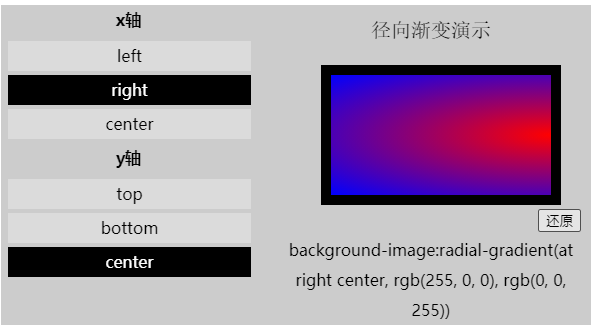 x轴
left
right
center
y轴
top
bottom
center
径向渐变演示
还原
background-image:radial-gradient(at
right center, rgb(255, 0, 0), rgb(0, 0,
255))